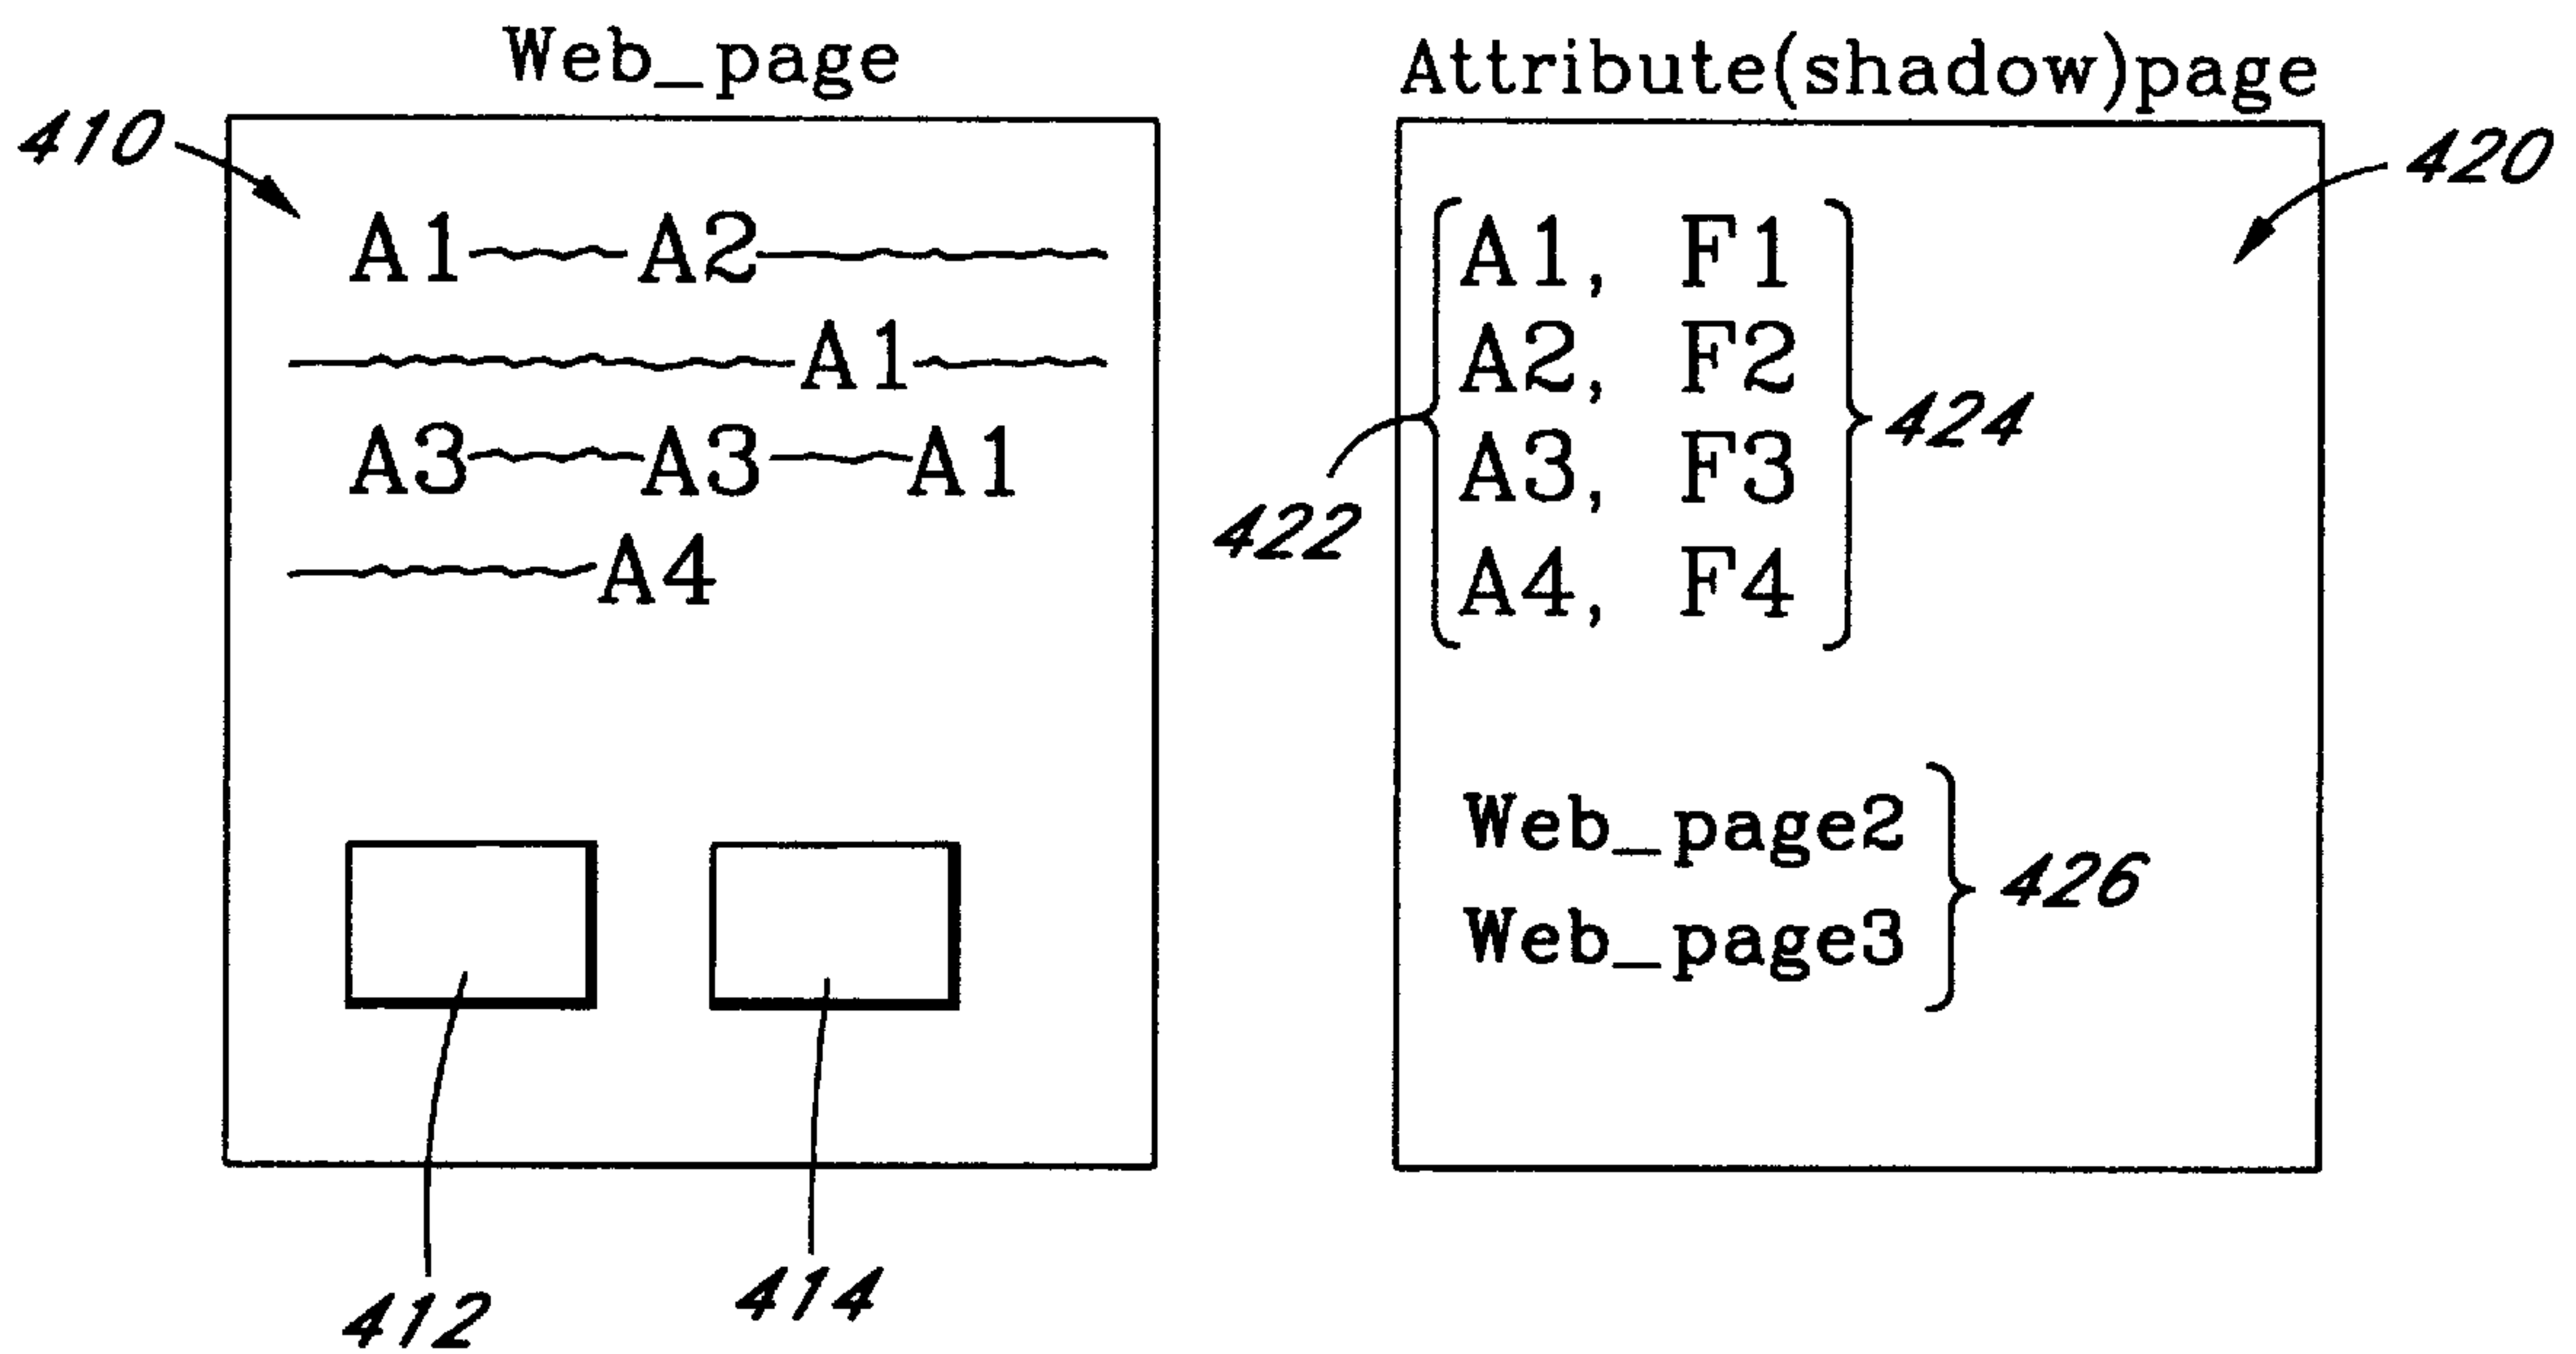 Web_page
410
A1 A2
A1
A3 A3 A1
A4
412
414
Attribute(shadow)page
420
A1, F1
A2, F2
A3, F3
A4, F4
422
424
Web_page2
Web_page3
426